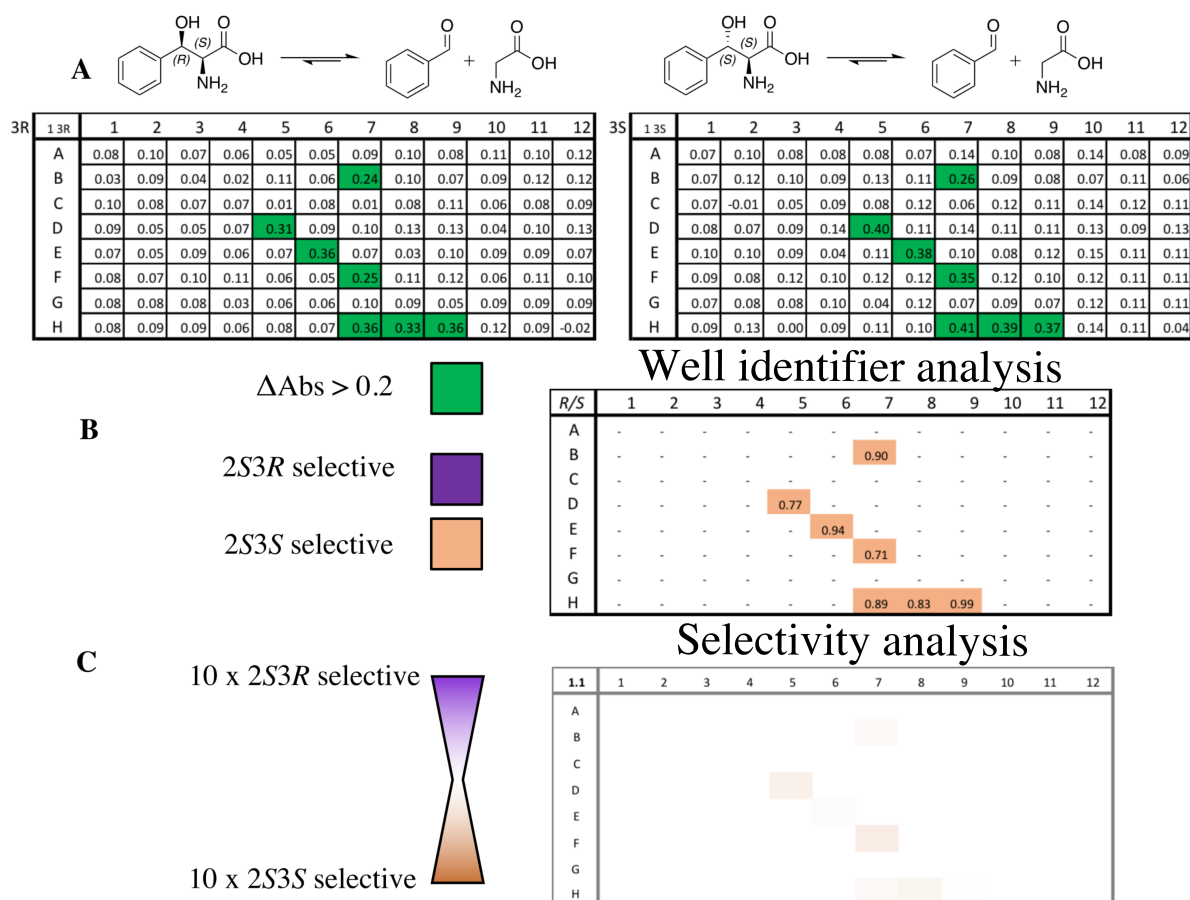 A
OH O OH O
(S) (S)
OH O O OH O O
(R) + OH (S) + OH
NH2 NH2 NH2 NH2
3R 1 3R 1 2 3 4 5 6 7 8 9 10 11 12
A 0.08 0.10 0.07 0.06 0.05 0.05 0.09 0.10 0.08 0.11 0.10 0.12
B 0.03 0.09 0.04 0.02 0.11 0.06 0.24 0.10 0.07 0.09 0.12 0.12
C 0.10 0.08 0.07 0.07 0.01 0.08 0.01 0.08 0.11 0.06 0.08 0.09
D 0.09 0.05 0.05 0.07 0.31 0.09 0.10 0.13 0.13 0.04 0.10 0.13
E 0.07 0.05 0.09 0.06 0.07 0.36 0.07 0.03 0.10 0.09 0.09 0.07
F 0.08 0.07 0.10 0.11 0.06 0.05 0.25 0.11 0.12 0.06 0.11 0.10
G 0.08 0.08 0.08 0.03 0.06 0.06 0.10 0.09 0.05 0.09 0.09 0.09
H 0.08 0.09 0.09 0.06 0.08 0.07 0.36 0.33 0.36 0.12 0.09 -0.02
3S 1 3S 1 2 3 4 5 6 7 8 9 10 11 12
A 0.07 0.10 0.08 0.08 0.08 0.07 0.14 0.10 0.08 0.14 0.08 0.09
B 0.07 0.12 0.10 0.09 0.13 0.11 0.26 0.09 0.08 0.07 0.11 0.06
C 0.07 -0.01 0.05 0.09 0.08 0.12 0.06 0.12 0.11 0.14 0.12 0.11
D 0.08 0.07 0.09 0.14 0.40 0.11 0.14 0.11 0.11 0.13 0.09 0.13
E 0.10 0.10 0.09 0.04 0.11 0.38 0.10 0.08 0.12 0.15 0.11 0.11
F 0.09 0.08 0.12 0.10 0.12 0.12 0.35 0.12 0.10 0.12 0.11 0.11
G 0.07 0.08 0.08 0.10 0.04 0.12 0.07 0.09 0.07 0.12 0.11 0.11
H 0.09 0.13 0.00 0.09 0.11 0.10 0.41 0.39 0.37 0.14 0.11 0.04
Well identifier analysis
B
ΔAbs > 0.2
2S3R selective
2S3S selective
R/S 1 2 3 4 5 6 7 8 9 10 11 12
A - - - - - - - - - - - -
B - - - - - - 0.90 - - - - -
C - - - - - - - - - - - -
D - - - - 0.77 - - - - - - -
E - - - - - 0.94 - - - - - -
F - - - - - - 0.71 - - - - -
G - - - - - - - - - - - -
H - - - - - - 0.89 0.83 0.99 - - -
Selectivity analysis
C
10 x 2S3R selective
10 x 2S3S selective
1.1 1 2 3 4 5 6 7 8 9 10 11 12
A
B
C
D
E
F
G
H